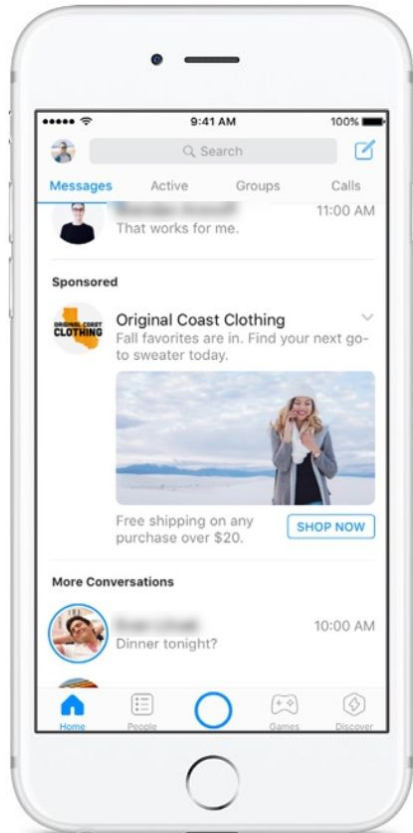 9:41 AM
100%
Search
Messages
Active
Groups
Calls
11:00 AM
That works for me.
Sponsored
ORIGINAL COAST
CLOTHING
Original Coast Clothing
Fall favorites are in. Find your next go-
to sweater today.
Free shipping on any
purchase over $20.
SHOP NOW
More Conversations
10:00 AM
Dinner tonight?
Home
People
Games
Discover